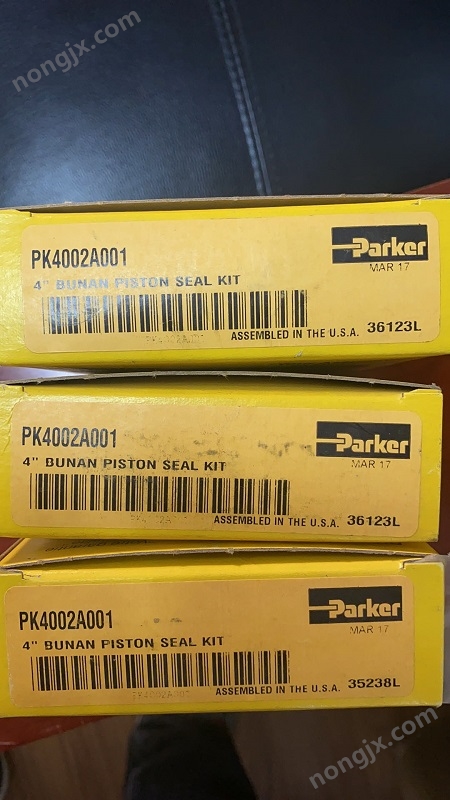 nongjx.com
PK4002A001
Parker
MAR 17
4" BUNAN PISTON SEAL KIT
ASSEMBLED IN THE U.S.A. 36123L
PK4002A001
Parker
MAR 17
4" BUNAN PISTON SEAL KIT
ASSEMBLED IN THE U.S.A. 36123L
PK4002A001
Parker
MAR 17
4" BUNAN PISTON SEAL KIT
PK4002A001
ASSEMBLED IN THE U.S.A. 35238L
nongjx.com